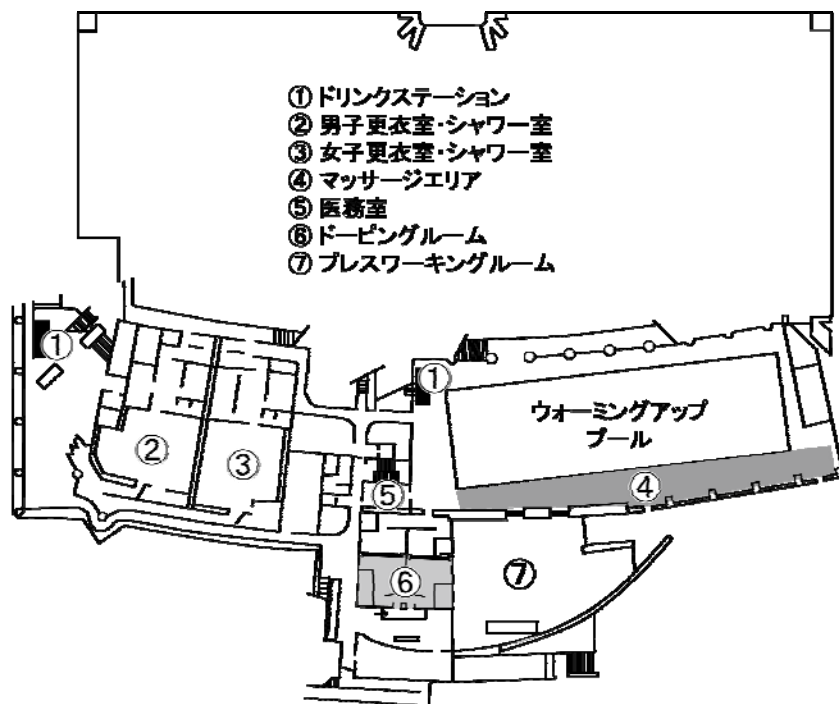 ① ドリンクステーション
② 男子更衣室・シャワー室
③ 女子更衣室・シャワー室
④ マッサージエリア
⑤ 医務室
⑥ ドーピングルーム
⑦ プレスワーキングルーム
①
①
ウォーミングアップ
プール
②
③
④
⑤
⑥
⑦